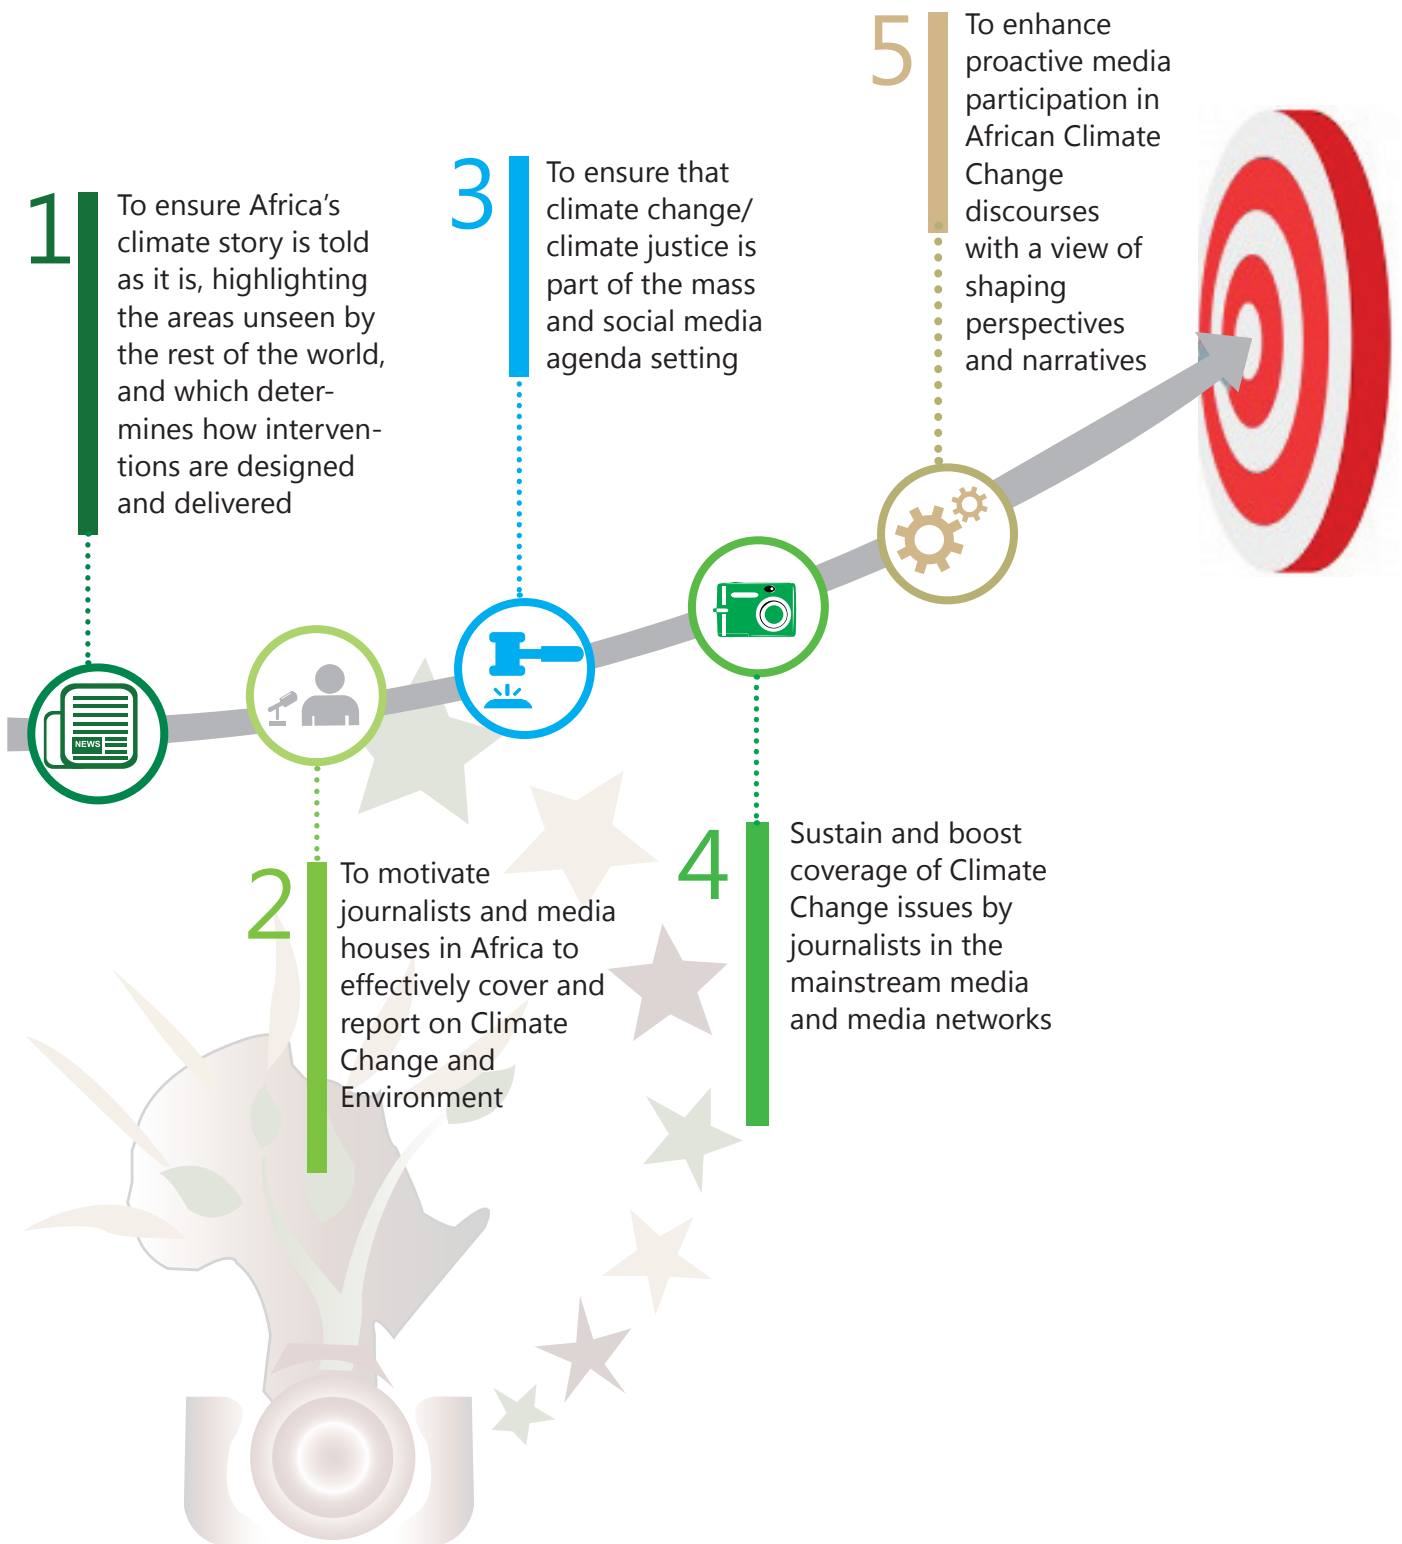 1
To ensure Africa’s
climate story is told
as it is, highlighting
the areas unseen by
the rest of the world,
and which deter-
mines how interven-
tions are designed
and delivered
NEWS
2
To motivate
journalists and media
houses in Africa to
effectively cover and
report on Climate
Change and
Environment
3
To ensure that
climate change/
climate justice is
part of the mass
and social media
agenda setting
4
Sustain and boost
coverage of Climate
Change issues by
journalists in the
mainstream media
and media networks
5
To enhance
proactive media
participation in
African Climate
Change
discourses
with a view of
shaping
perspectives
and narratives